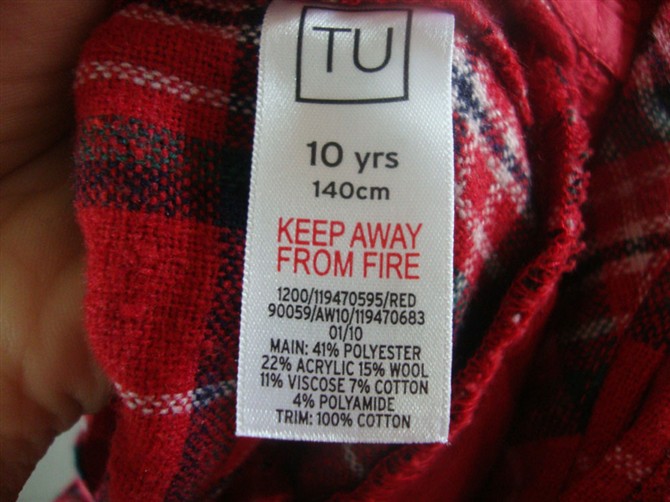 TU
10 yrs
140cm
KEEP AWAY
FROM FIRE
1200/119470595/RED
90059/AW10/119470683
01/10
MAIN: 41% POLYESTER
22% ACRYLIC 15% WOOL
11% VISCOSE 7% COTTON
4% POLYAMIDE
TRIM: 100% COTTON